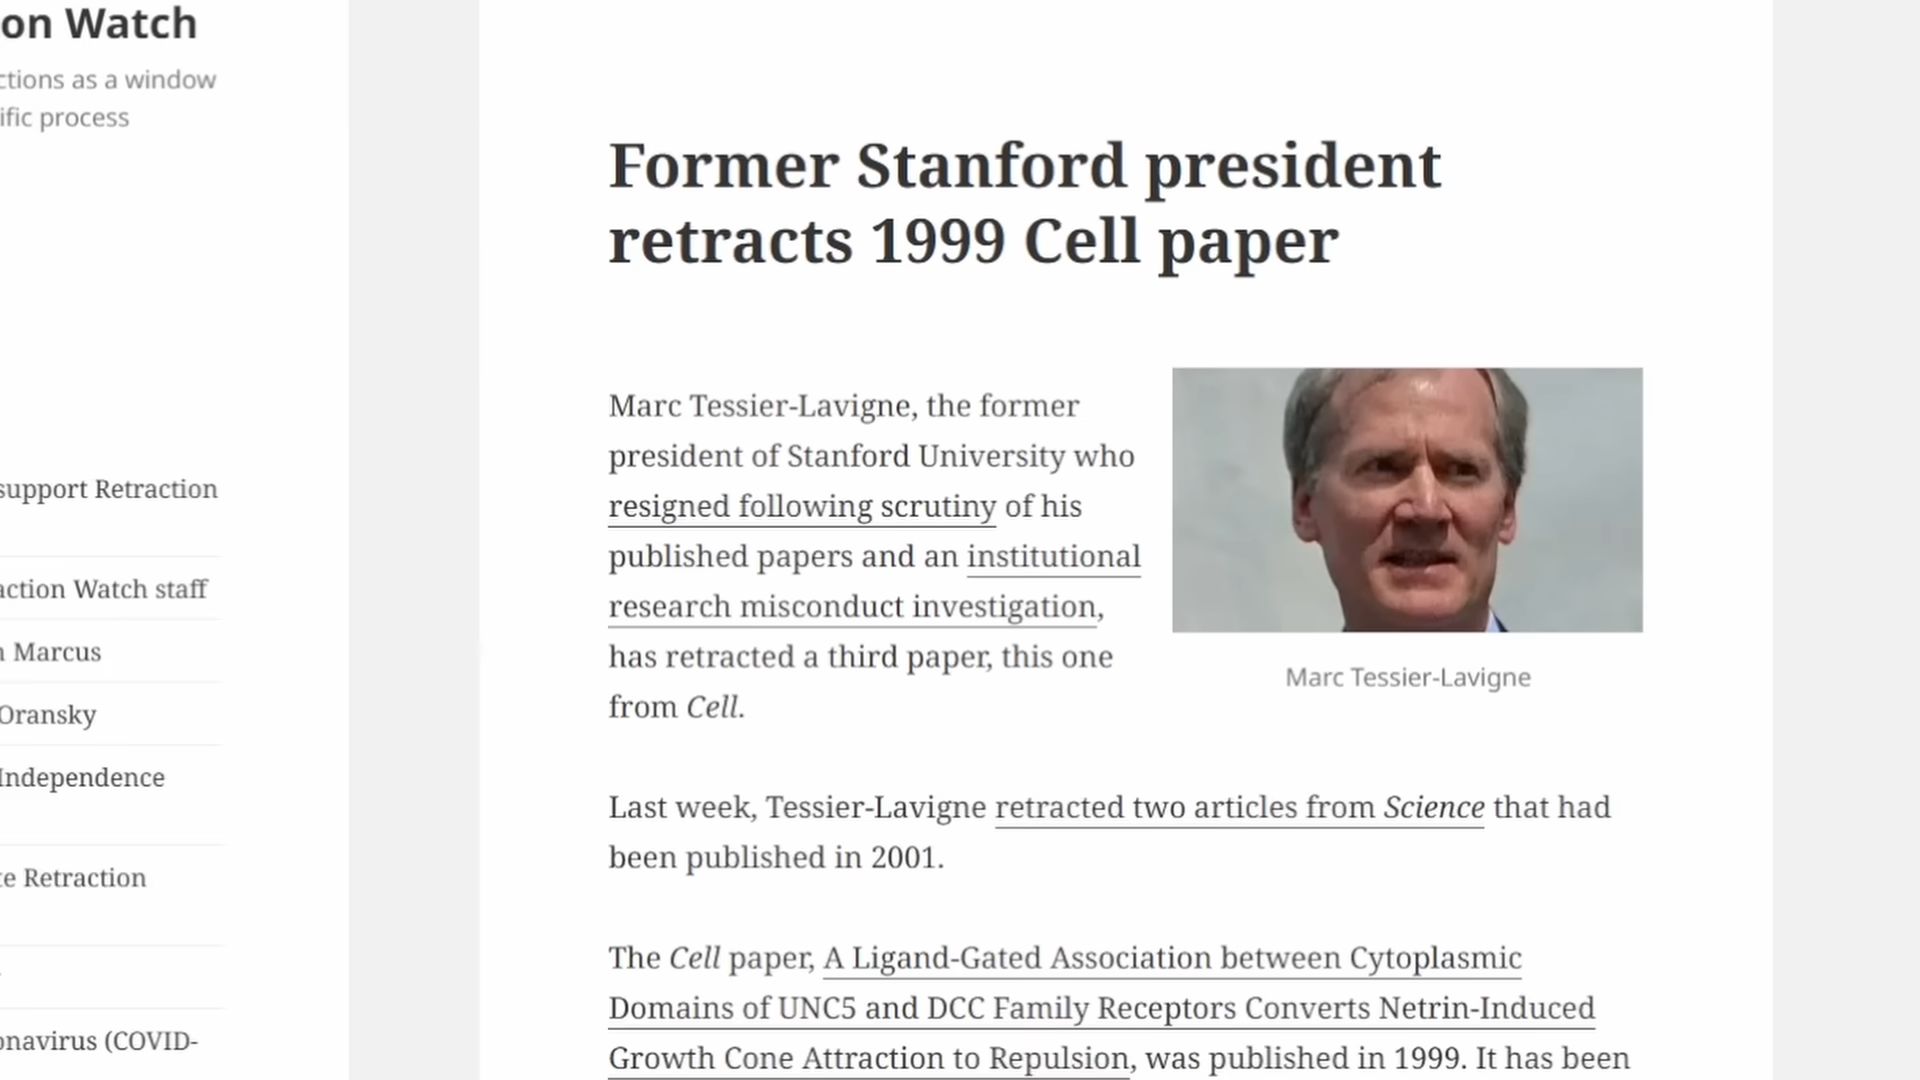 on Watch
ctions as a window
ific process
support Retraction
action Watch staff
n Marcus
Oransky
Independence
te Retraction
onavirus (COVID-
Former Stanford president
retracts 1999 Cell paper
Marc Tessier-Lavigne, the former
president of Stanford University who
resigned following scrutiny of his
published papers and an institutional
research misconduct investigation,
has retracted a third paper, this one
from Cell.
Marc Tessier-Lavigne
Last week, Tessier-Lavigne retracted two articles from Science that had
been published in 2001.
The Cell paper, A Ligand-Gated Association between Cytoplasmic
Domains of UNC5 and DCC Family Receptors Converts Netrin-Induced
Growth Cone Attraction to Repulsion, was published in 1999. It has been